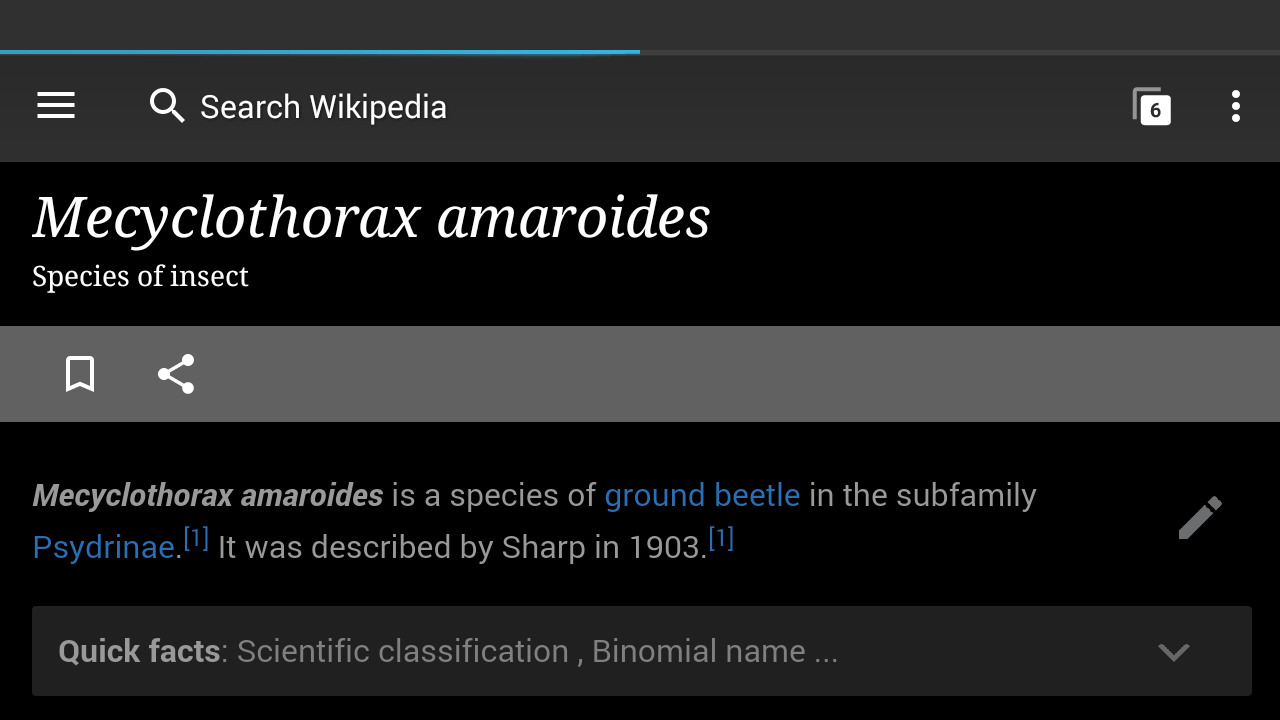 Search Wikipedia
6
Mecyclothorax amaroides
Species of insect
Mecyclothorax amaroides is a species of ground beetle in the subfamily
Psydrinae.[1] It was described by Sharp in 1903.[1]
Quick facts: Scientific classification , Binomial name ...